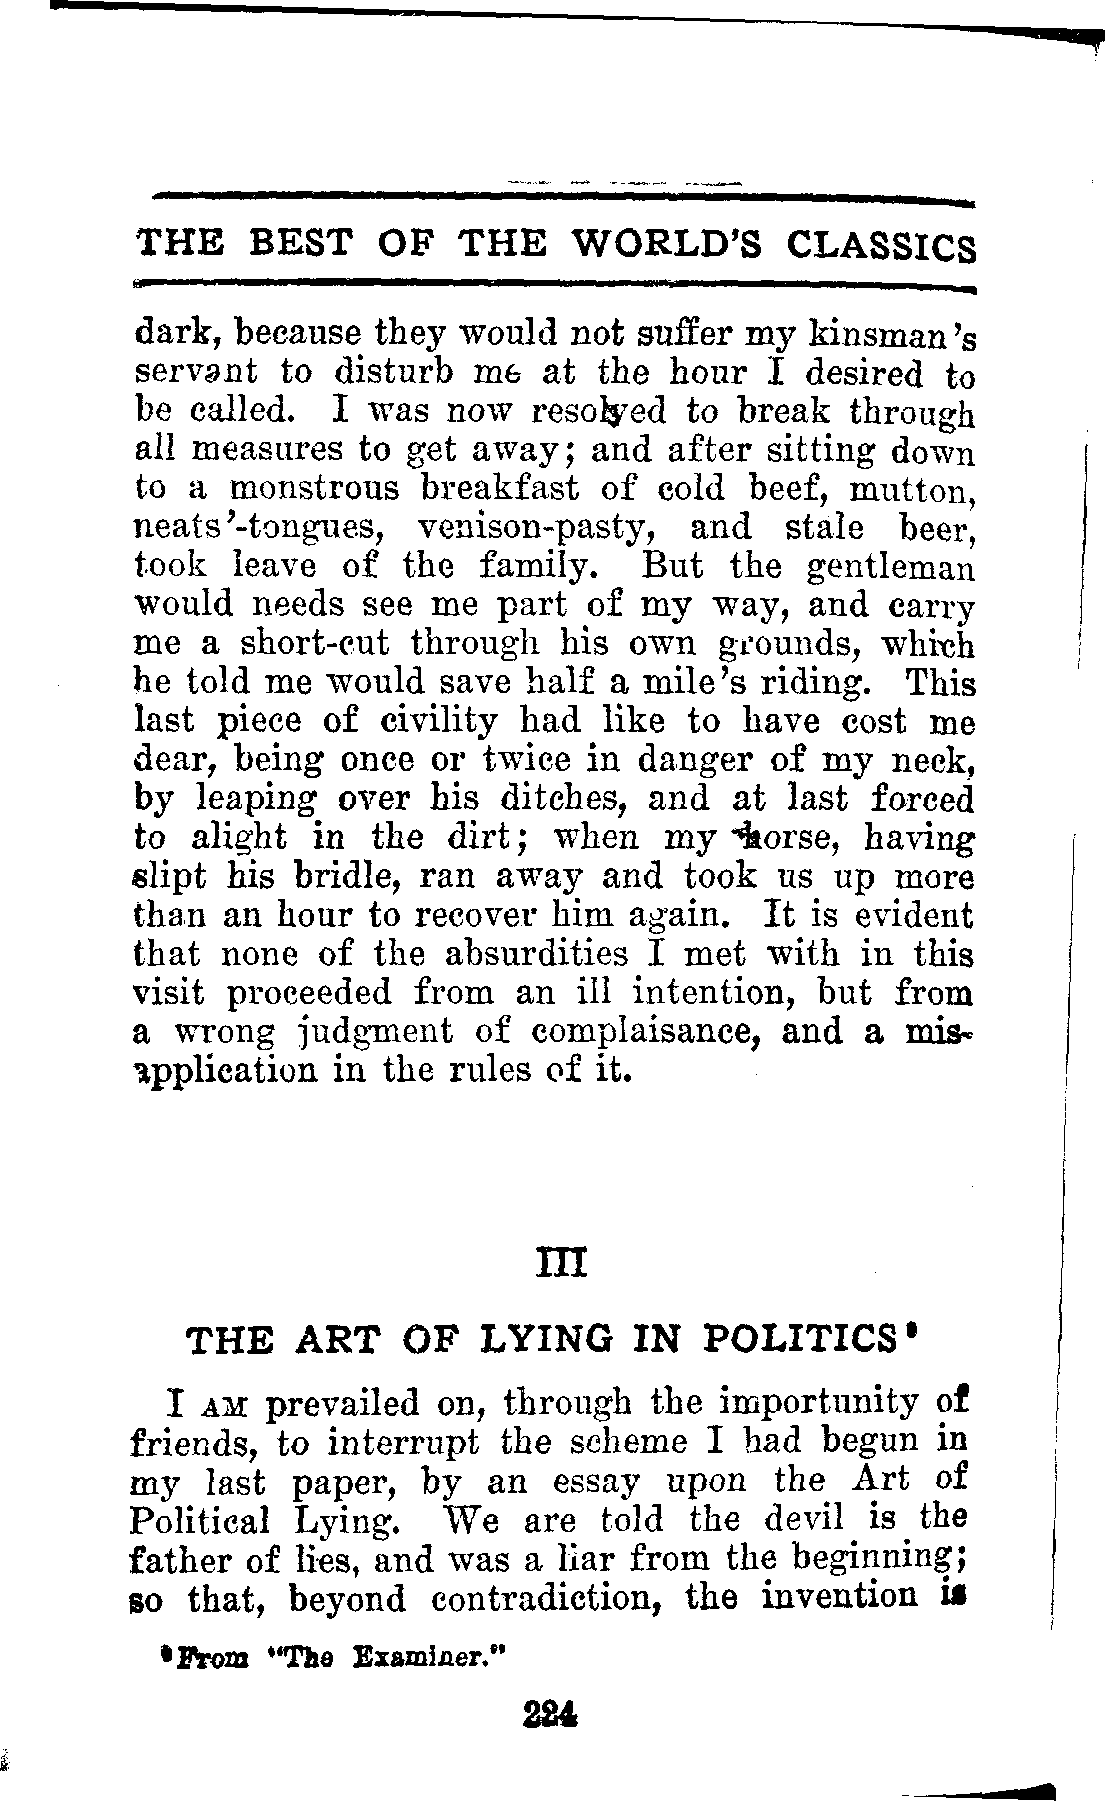 THE BEST OF THE WORLD'S CLASSICS
dark, because they would not suffer my kinsman's
servant to disturb me at the hour I desired to
be called. I was now resolved to break through
all measures to get away; and after sitting down
to a monstrous breakfast of cold beef, mutton,
neats'-tongues, venison-pasty, and stale beer,
took leave of the family. But the gentleman
would needs see me part of my way, and carry
me a short-cut through his own grounds, which
he told me would save half a mile's riding. This
last piece of civility had like to have cost me
dear, being once or twice in danger of my neck,
by leaping over his ditches, and at last forced
to alight in the dirt; when my horse, having
slipt his bridle, ran away and took us up more
than an hour to recover him again. It is evident
that none of the absurdities I met with in this
visit proceeded from an ill intention, but from
a wrong judgment of complaisance, and a mis-
application in the rules of it.
III
THE ART OF LYING IN POLITICS⁸
I AM prevailed on, through the importunity of
friends, to interrupt the scheme I had begun in
my last paper, by an essay upon the Art of
Political Lying. We are told the devil is the
father of lies, and was a liar from the beginning;
so that, beyond contradiction, the invention is
⁸From "The Examiner."
224